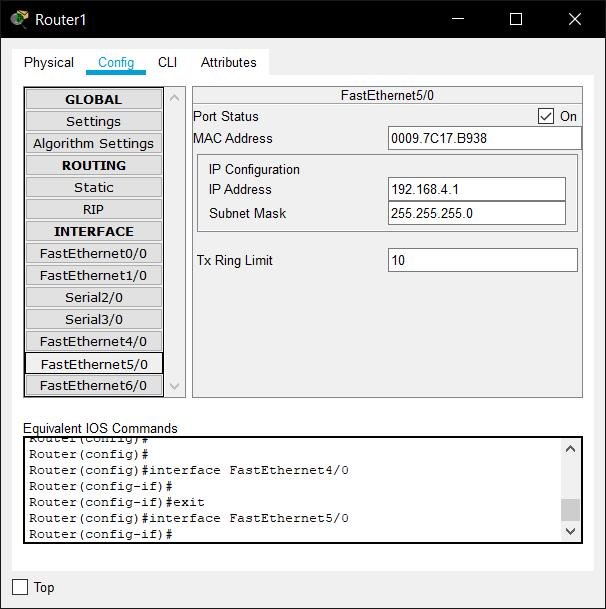 Router1
Physical Config CLI Attributes
GLOBAL
Settings
Algorithm Settings
ROUTING
Static
RIP
INTERFACE
FastEthernet0/0
FastEthernet1/0
Serial2/0
Serial3/0
FastEthernet4/0
FastEthernet5/0
FastEthernet6/0
FastEthernet5/0
Port Status On
MAC Address 0009.7C17.B938
IP Configuration
IP Address 192.168.4.1
Subnet Mask 255.255.255.0
Tx Ring Limit 10
Equivalent IOS Commands
Router(config)#
Router(config)#
Router(config)#interface FastEthernet4/0
Router(config-if)#
Router(config-if)#exit
Router(config)#interface FastEthernet5/0
Router(config-if)#
Top